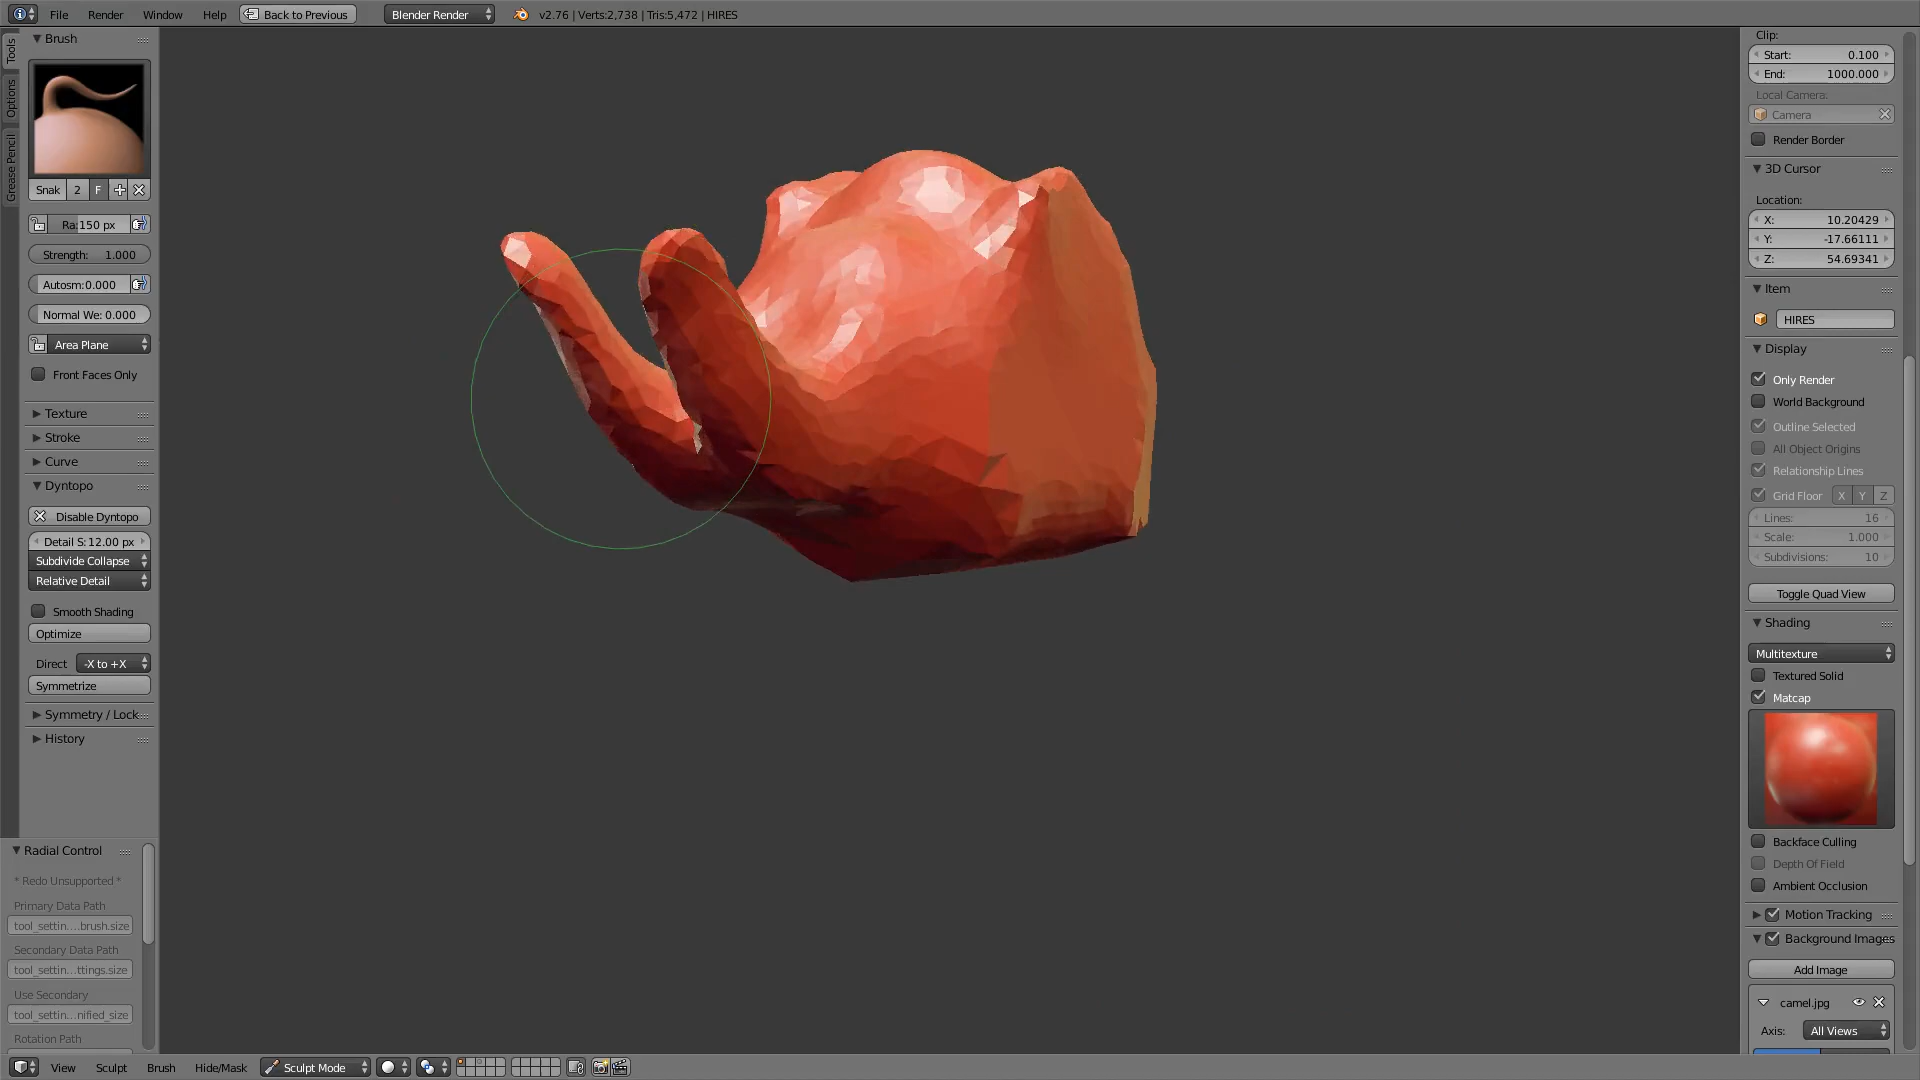 File Render Window Help Back to Previous Blender Render v2.76 | Verts:2,738 | Tris:5,472 | HIRES
Tools
Options
Grease Pencil
Brush
Snak 2 F
Ra:150 px
Strength: 1.000
Autosm:0.000
Normal We: 0.000
Area Plane
Front Faces Only
Texture
Stroke
Curve
Dyntopo
Disable Dyntopo
Detail S: 12.00 px
Subdivide Collapse
Relative Detail
Smooth Shading
Optimize
Direct -X to +X
Symmetrize
Symmetry / Lock
History
Radial Control
* Redo Unsupported *
Primary Data Path
tool_settin....brush.size
Secondary Data Path
tool_settin...ttings.size
Use Secondary
tool_settin...nified_size
Rotation Path
Clip:
Start: 0.100
End: 1000.000
Local Camera:
Camera
Render Border
3D Cursor
Location:
X: 10.20429
Y: -17.66111
Z: 54.69341
Item
HIRES
Display
Only Render
World Background
Outline Selected
All Object Origins
Relationship Lines
Grid Floor X Y Z
Lines: 16
Scale: 1.000
Subdivisions: 10
Toggle Quad View
Shading
Multitexture
Textured Solid
Matcap
Backface Culling
Depth Of Field
Ambient Occlusion
Motion Tracking
Background Images
Add Image
camel.jpg
Axis: All Views
View Sculpt Brush Hide/Mask Sculpt Mode